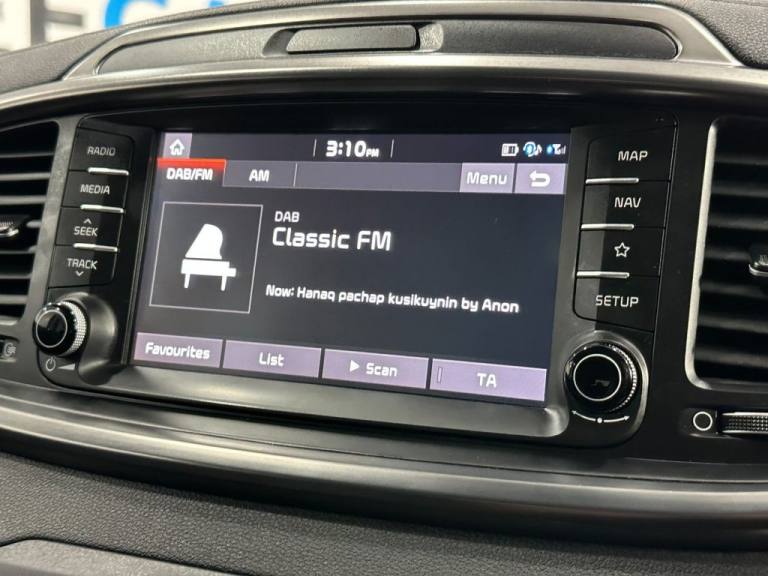 3:10PM
RADIO
MEDIA
SEEK
TRACK
DAB/FM
AM
Menu
DAB
Classic FM
Now: Hanaq pachap kusikuynin by Anon
Favourites
List
Scan
TA
MAP
NAV
SETUP